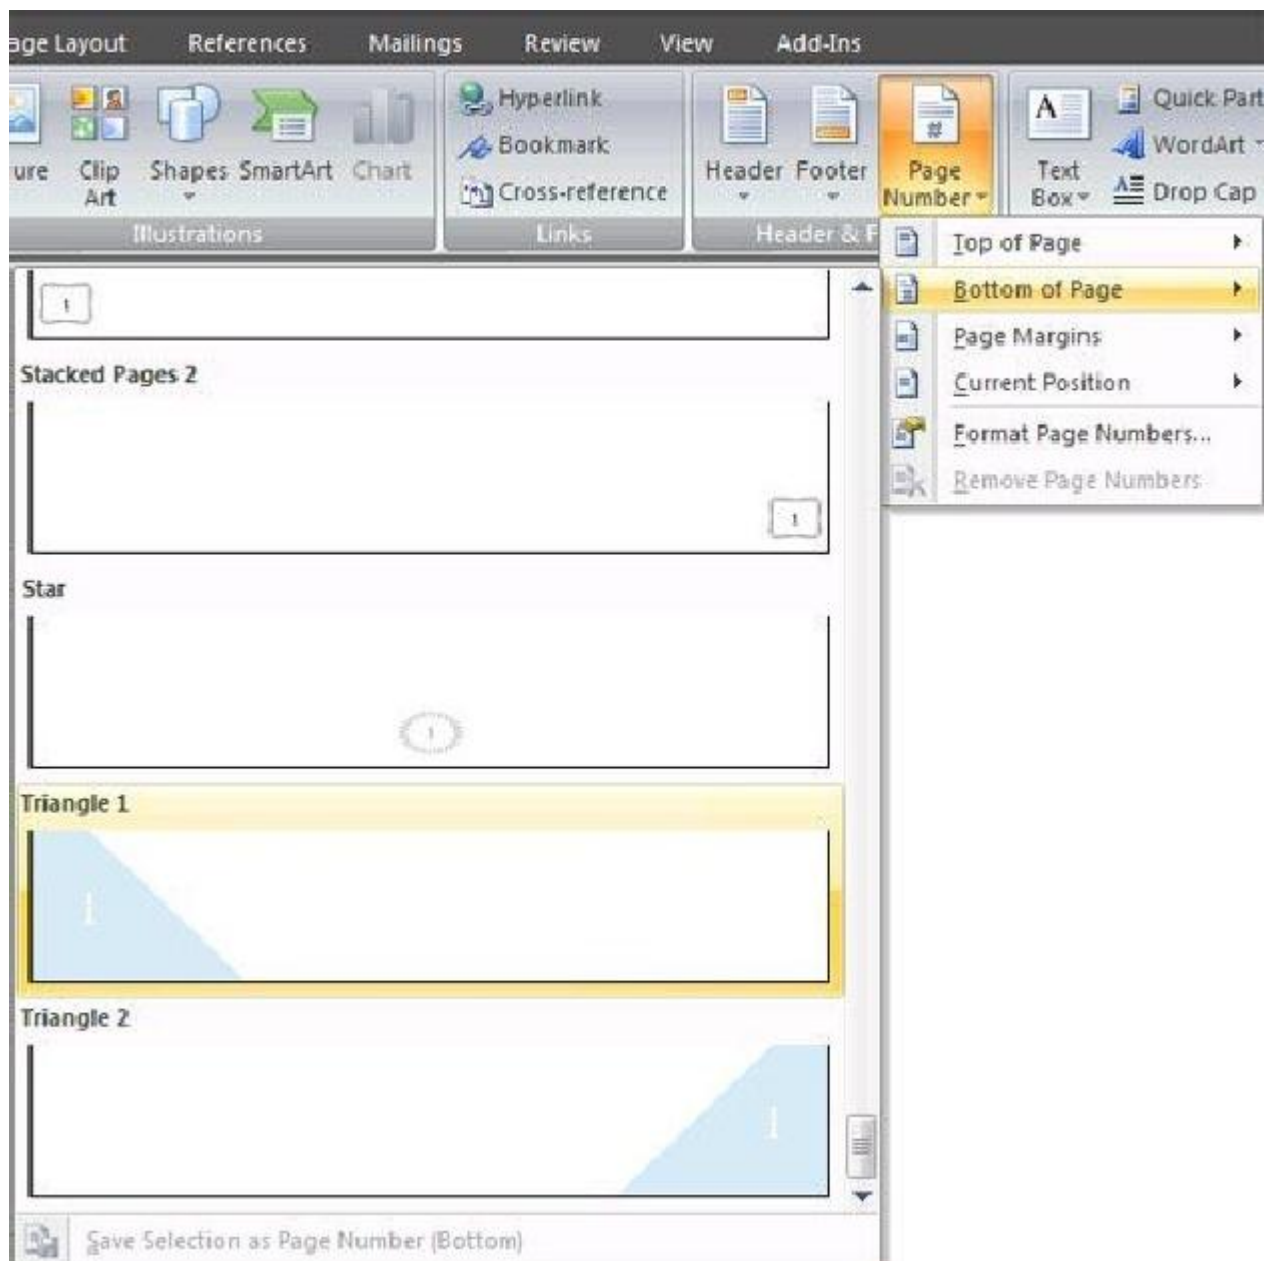 age Layout References Mailings Review View Add-Ins
ure Clip Art Shapes SmartArt Chart
Hyperlink
Bookmark
Cross-reference
Header Footer Page Number
A Text Box
Quick Part
WordArt
Drop Cap
Illustrations Links Header & F
Top of Page
Bottom of Page
Page Margins
Current Position
Format Page Numbers...
Remove Page Numbers
1
Stacked Pages 2
1
Star
1
Triangle 1
1
Triangle 2
1
Save Selection as Page Number (Bottom)